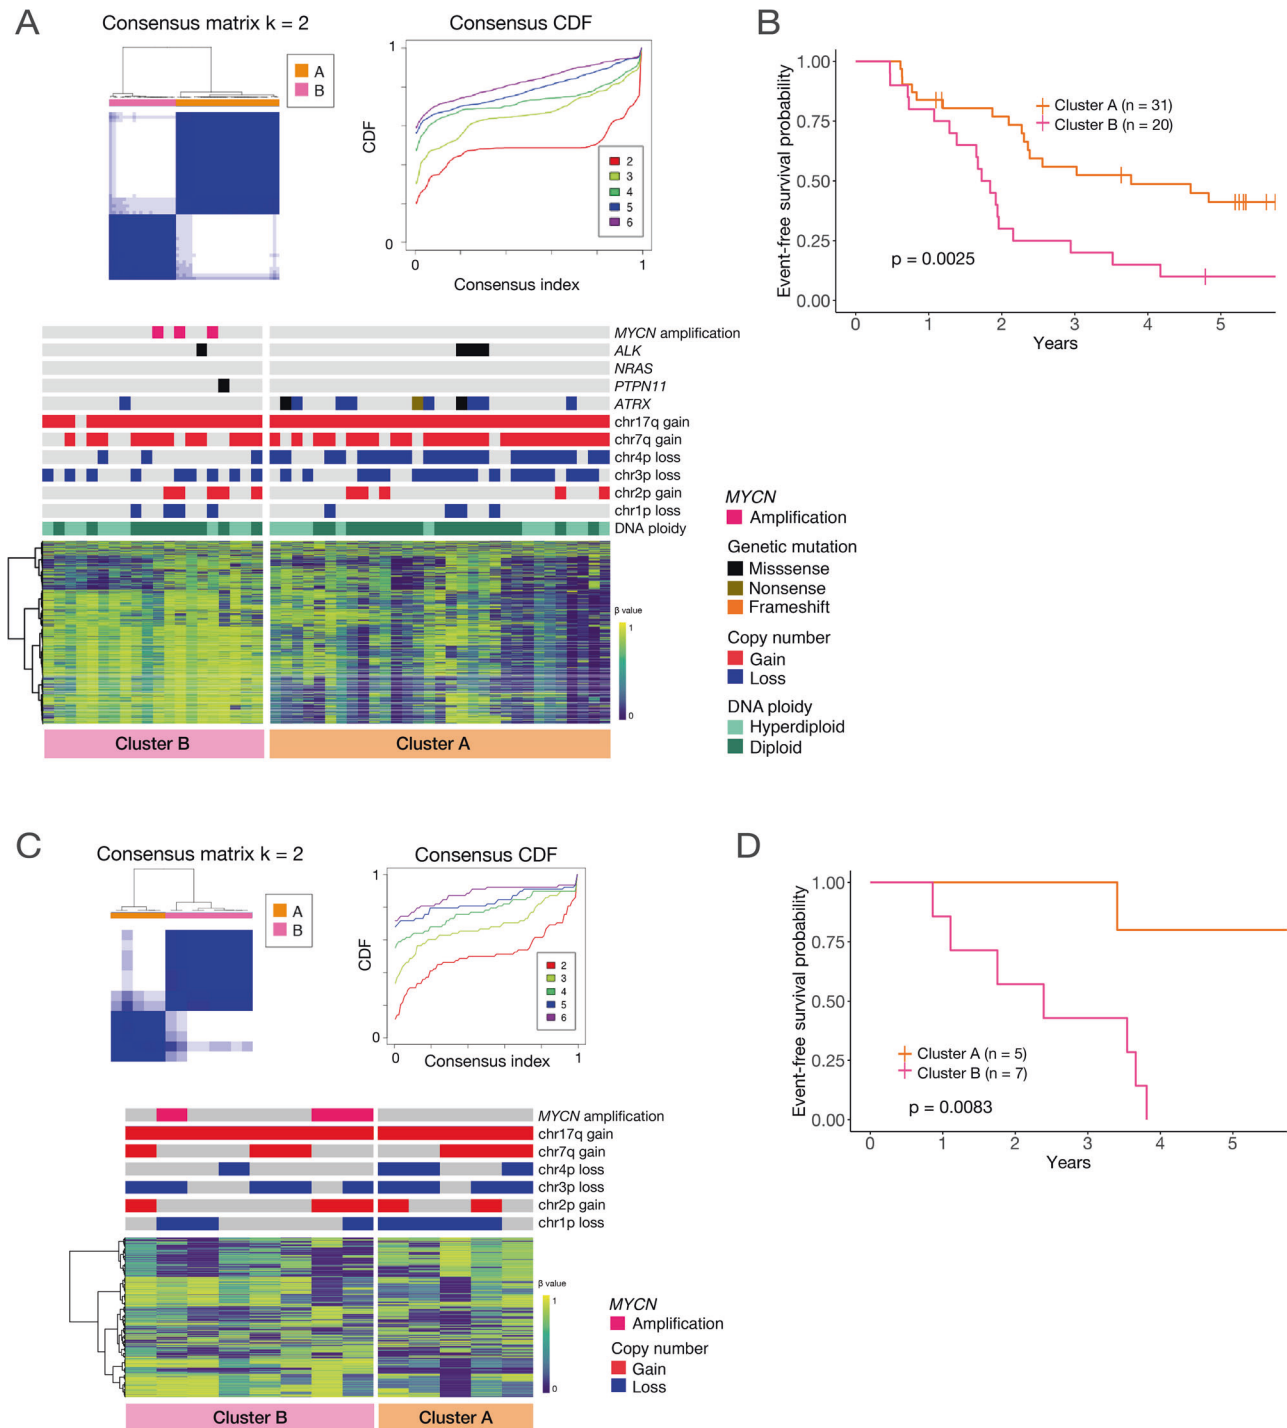 A
Consensus matrix k = 2
A
B
Consensus CDF
1
CDF
0
2
3
4
5
6
0
1
Consensus index
B
Event-free survival probability
1.00
0.75
0.50
0.25
0.00
Cluster A (n = 31)
Cluster B (n = 20)
p = 0.0025
0
1
2
3
4
5
Years
MYCN amplification
ALK
NRAS
PTPN11
ATRX
chr17q gain
chr7q gain
chr4p loss
chr3p loss
chr2p gain
chr1p loss
DNA ploidy
β value
1
0
Cluster B
Cluster A
MYCN
Amplification
Genetic mutation
Misssense
Nonsense
Frameshift
Copy number
Gain
Loss
DNA ploidy
Hyperdiploid
Diploid
C
Consensus matrix k = 2
A
B
Consensus CDF
1
CDF
0
2
3
4
5
6
0
1
Consensus index
D
Event-free survival probability
1.00
0.75
0.50
0.25
0.00
Cluster A (n = 5)
Cluster B (n = 7)
p = 0.0083
0
1
2
3
4
5
Years
MYCN amplification
chr17q gain
chr7q gain
chr4p loss
chr3p loss
chr2p gain
chr1p loss
β value
1
0
Cluster B
Cluster A
MYCN
Amplification
Copy number
Gain
Loss